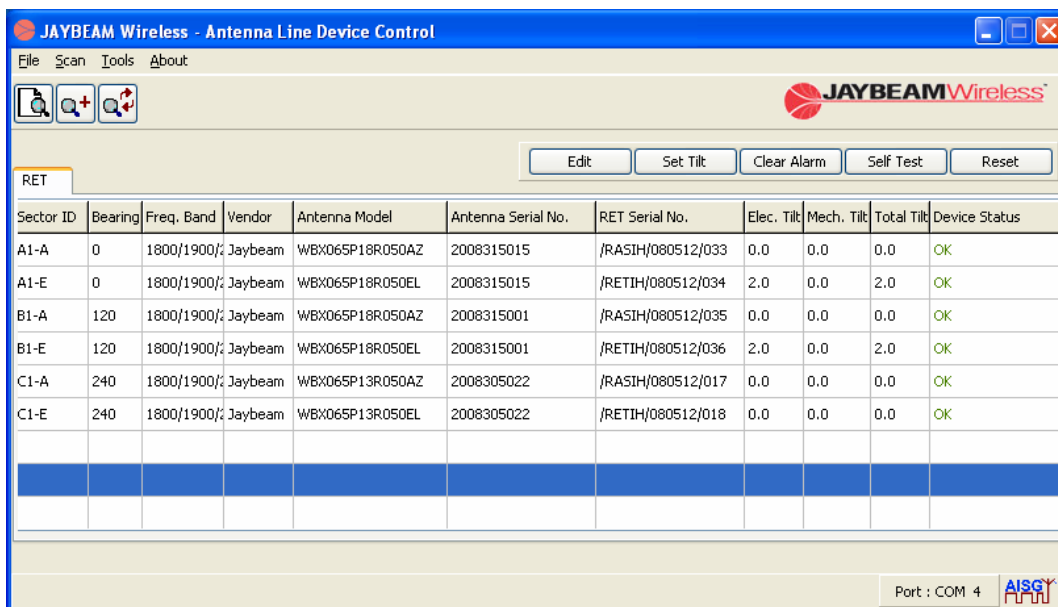 JAYBEAM Wireless - Antenna Line Device Control
File Scan Tools About
JAYBEAMWireless
Edit Set Tilt Clear Alarm Self Test Reset
RET
Sector ID Bearing Freq. Band Vendor Antenna Model Antenna Serial No. RET Serial No. Elec. Tilt Mech. Tilt Total Tilt Device Status
A1-A 0 1800/1900/ Jaybeam WBX065P18R050AZ 2008315015 /RASIH/080512/033 0.0 0.0 0.0 OK
A1-E 0 1800/1900/ Jaybeam WBX065P18R050EL 2008315015 /RETIH/080512/034 2.0 0.0 2.0 OK
B1-A 120 1800/1900/ Jaybeam WBX065P18R050AZ 2008315001 /RASIH/080512/035 0.0 0.0 0.0 OK
B1-E 120 1800/1900/ Jaybeam WBX065P18R050EL 2008315001 /RETIH/080512/036 2.0 0.0 2.0 OK
C1-A 240 1800/1900/ Jaybeam WBX065P13R050AZ 2008305022 /RASIH/080512/017 0.0 0.0 0.0 OK
C1-E 240 1800/1900/ Jaybeam WBX065P13R050EL 2008305022 /RETIH/080512/018 0.0 0.0 0.0 OK
Port : COM 4 AISG